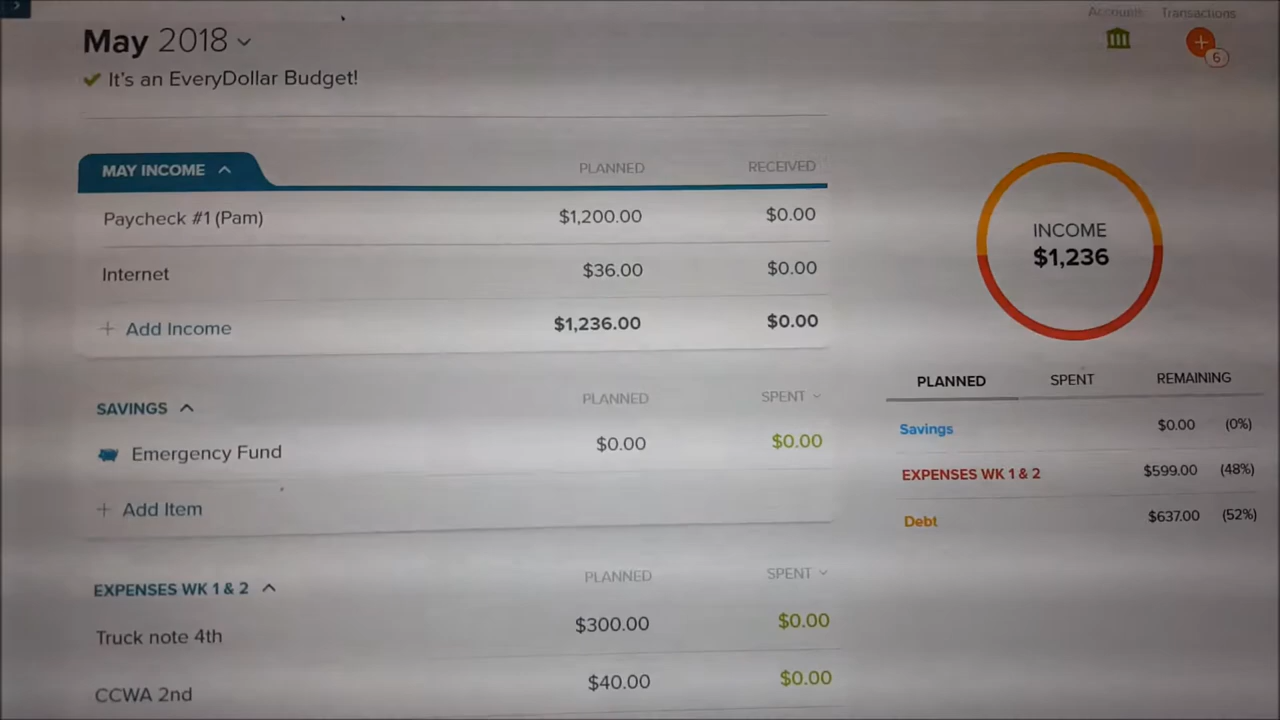 Accounts Transactions
May 2018
6
It's an EveryDollar Budget!
MAY INCOME PLANNED RECEIVED
Paycheck #1 (Pam) $1,200.00 $0.00
Internet $36.00 $0.00
+ Add Income $1,236.00 $0.00
INCOME
$1,236
SAVINGS PLANNED SPENT
Emergency Fund $0.00 $0.00
+ Add Item
PLANNED SPENT REMAINING
Savings $0.00 (0%)
EXPENSES WK 1 & 2 $599.00 (48%)
Debt $637.00 (52%)
EXPENSES WK 1 & 2 PLANNED SPENT
Truck note 4th $300.00 $0.00
CCWA 2nd $40.00 $0.00